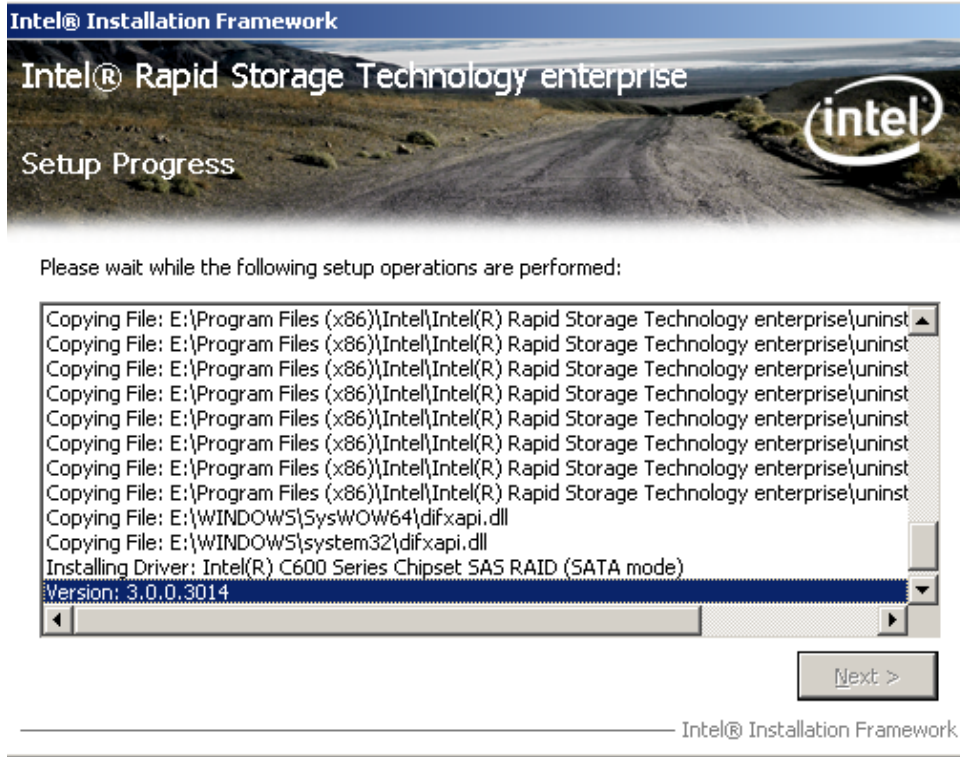 Intel® Installation Framework
Intel® Rapid Storage Technology enterprise
intel
Setup Progress
Please wait while the following setup operations are performed:
Copying File: E:\Program Files (x86)\Intel\Intel(R) Rapid Storage Technology enterprise\uninst
Copying File: E:\Program Files (x86)\Intel\Intel(R) Rapid Storage Technology enterprise\uninst
Copying File: E:\Program Files (x86)\Intel\Intel(R) Rapid Storage Technology enterprise\uninst
Copying File: E:\Program Files (x86)\Intel\Intel(R) Rapid Storage Technology enterprise\uninst
Copying File: E:\Program Files (x86)\Intel\Intel(R) Rapid Storage Technology enterprise\uninst
Copying File: E:\Program Files (x86)\Intel\Intel(R) Rapid Storage Technology enterprise\uninst
Copying File: E:\Program Files (x86)\Intel\Intel(R) Rapid Storage Technology enterprise\uninst
Copying File: E:\Program Files (x86)\Intel\Intel(R) Rapid Storage Technology enterprise\uninst
Copying File: E:\WINDOWS\SysWOW64\difxapi.dll
Copying File: E:\WINDOWS\system32\difxapi.dll
Installing Driver: Intel(R) C600 Series Chipset SAS RAID (SATA mode)
Version: 3.0.0.3014
Next >
Intel® Installation Framework